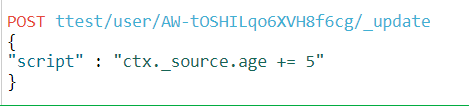 POST ttest/user/AW-tOSHILqo6XVH8f6cg/_update
{
"script" : "ctx._source.age += 5"
}